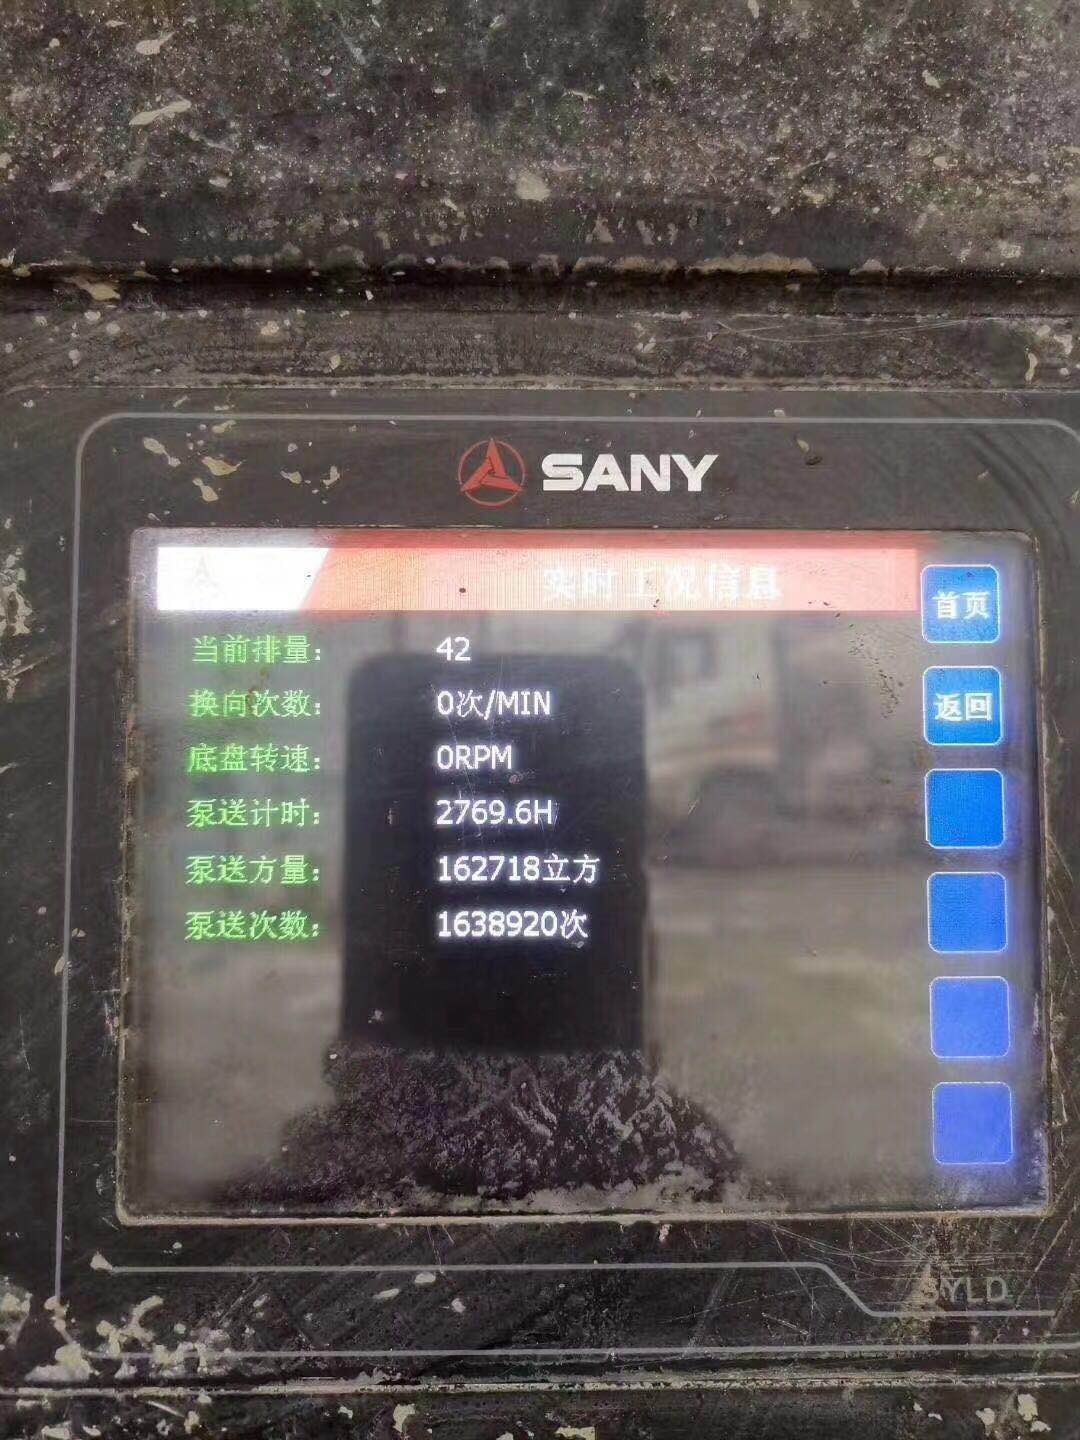 SANY
实时工况信息
首页
当前排量： 42
返回
换向次数： 0次/MIN
底盘转速： 0RPM
泵送计时： 2769.6H
泵送方量： 162718立方
泵送次数： 1638920次
SYLD